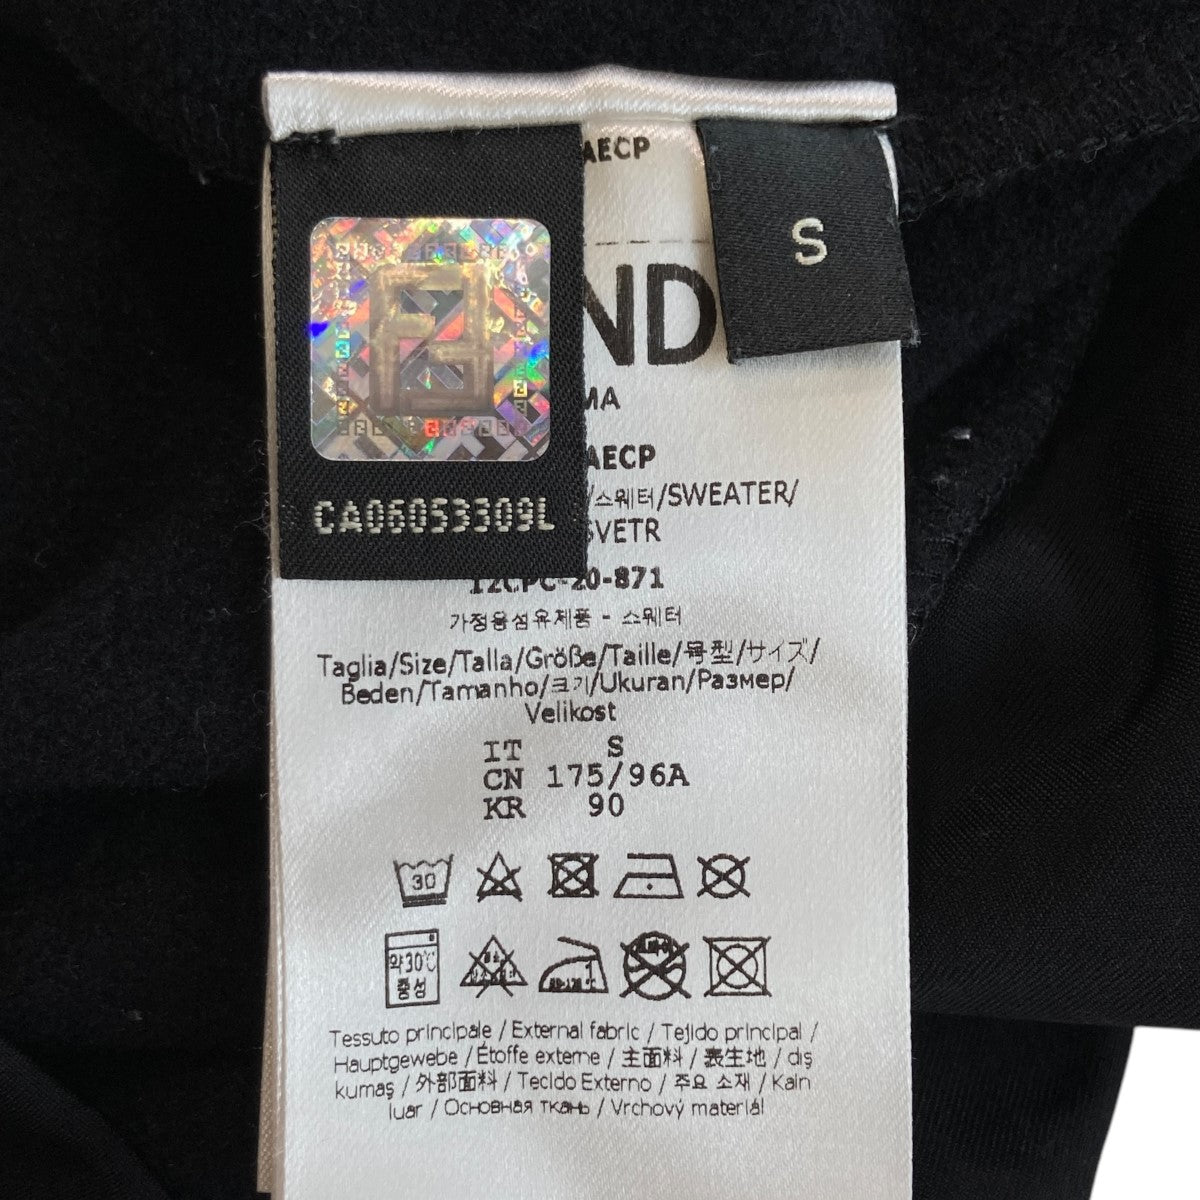 AECP
S
ND
MA
AECP
CA06053309L
/스웨터/SWEATER/
SVETR
12CPC-20-871
가정용섬유제품 - 스웨터
Taglia/Size/Talla/Größe/Taille/号型/サイズ/
Beden/Tamanho/크기/Ukuran/Размер/
Velikost
IT S
CN 175/96A
KR 90
30
약30℃
중성
Tessuto principale / External fabric / Tejido principal /
Hauptgewebe / Étoffe externe / 主面料 / 表生地 / dış
kumaş / 外部面料 / Tecido Externo / 주요 소재 / Kain
luar / Основная ткань / Vrchový materiál